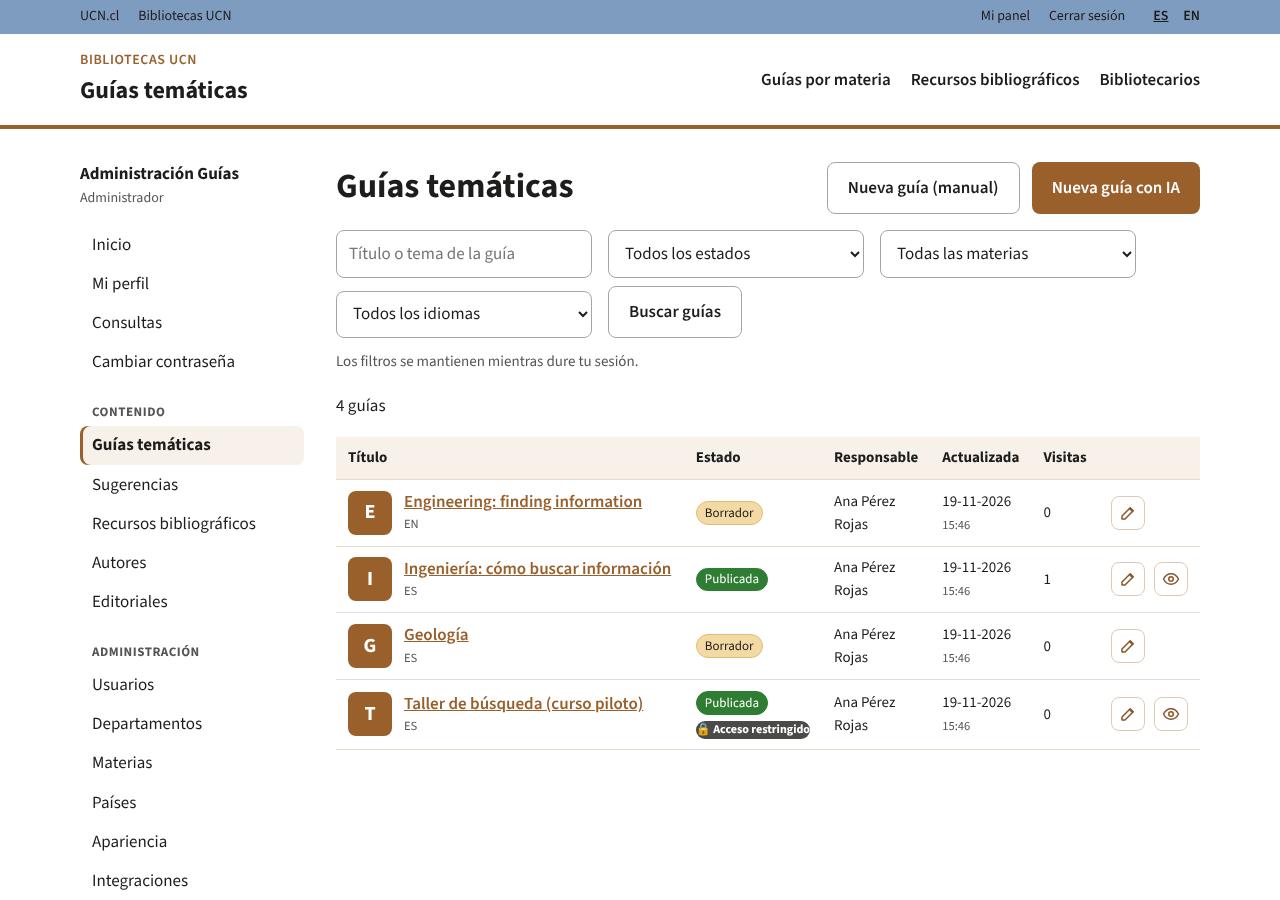 UCN.cl Bibliotecas UCN Mi panel Cerrar sesión ES EN
BIBLIOTECAS UCN
Guías temáticas
Guías por materia Recursos bibliográficos Bibliotecarios
Administración Guías
Administrador
Inicio
Mi perfil
Consultas
Cambiar contraseña
CONTENIDO
Guías temáticas
Sugerencias
Recursos bibliográficos
Autores
Editoriales
ADMINISTRACIÓN
Usuarios
Departamentos
Materias
Países
Apariencia
Integraciones
Guías temáticas
Nueva guía (manual) Nueva guía con IA
Título o tema de la guía Todos los estados Todas las materias
Todos los idiomas Buscar guías
Los filtros se mantienen mientras dure tu sesión.
4 guías
Título Estado Responsable Actualizada Visitas
E Engineering: finding information EN Borrador Ana Pérez Rojas 19-11-2026 15:46 0
I Ingeniería: cómo buscar información ES Publicada Ana Pérez Rojas 19-11-2026 15:46 1
G Geología ES Borrador Ana Pérez Rojas 19-11-2026 15:46 0
T Taller de búsqueda (curso piloto) ES Publicada 🔒 Acceso restringido Ana Pérez Rojas 19-11-2026 15:46 0